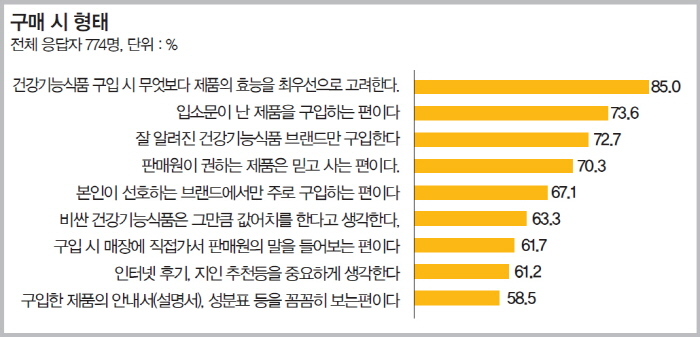 구매 시 형태
전체 응답자 774명, 단위 : %
건강기능식품 구입 시 무엇보다 제품의 효능을 최우선으로 고려한다. 85.0
입소문이 난 제품을 구입하는 편이다 73.6
잘 알려진 건강기능식품 브랜드만 구입한다 72.7
판매원이 권하는 제품은 믿고 사는 편이다. 70.3
본인이 선호하는 브랜드에서만 주로 구입하는 편이다 67.1
비싼 건강기능식품은 그만큼 값어치를 한다고 생각한다. 63.3
구입 시 매장에 직접가서 판매원의 말을 들어보는 편이다 61.7
인터넷 후기, 지인 추천등을 중요하게 생각한다 61.2
구입한 제품의 안내서(설명서), 성분표 등을 꼼꼼히 보는편이다 58.5